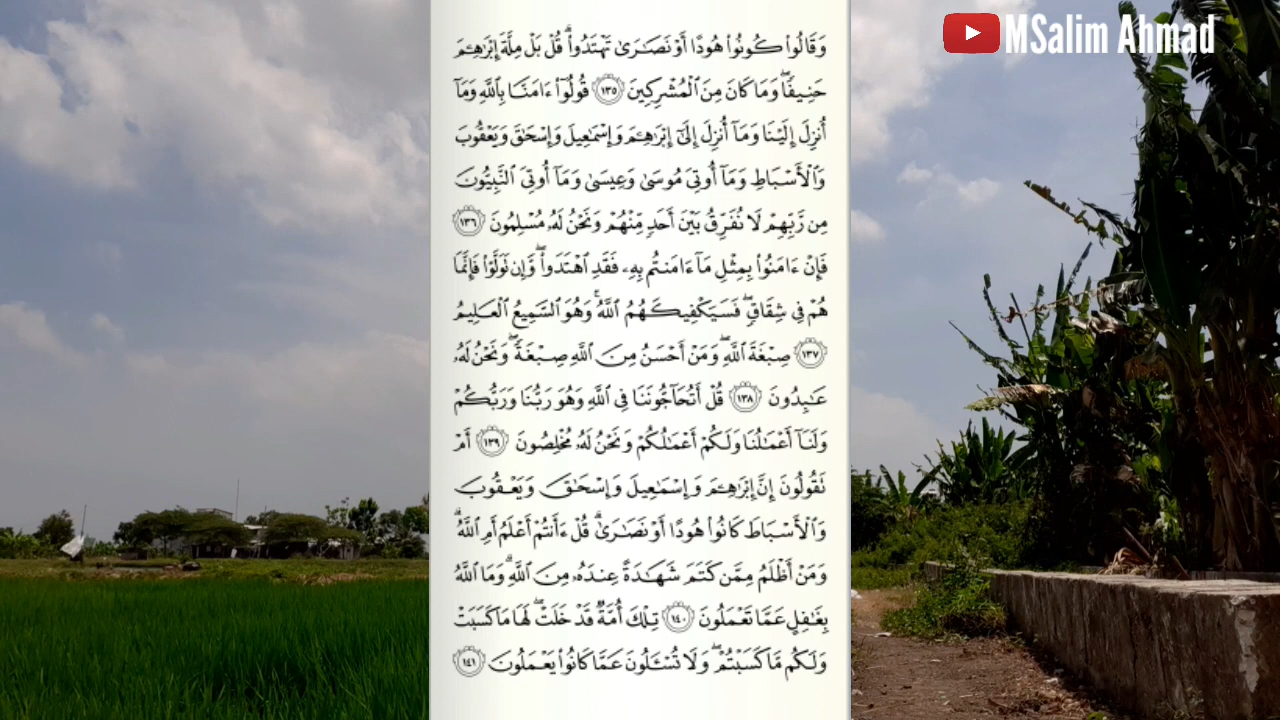 MSalim Ahmad
وَقَالُوا۟ كُونُوا۟ هُودًا أَوْ نَصَـٰرَىٰ تَهْتَدُوا۟ ۗ قُلْ بَلْ مِلَّةَ إِبْرَٰهِـۧمَ
حَنِيفًا ۖ وَمَا كَانَ مِنَ ٱلْمُشْرِكِينَ ١٣٥ قُولُوٓا۟ ءَامَنَّا بِٱللَّهِ وَمَآ
أُنزِلَ إِلَيْنَا وَمَآ أُنزِلَ إِلَىٰٓ إِبْرَٰهِـۧمَ وَإِسْمَـٰعِيلَ وَإِسْحَـٰقَ وَيَعْقُوبَ
وَٱلْأَسْبَاطِ وَمَآ أُوتِىَ مُوسَىٰ وَعِيسَىٰ وَمَآ أُوتِىَ ٱلنَّبِيُّونَ
مِن رَّبِّهِمْ لَا نُفَرِّقُ بَيْنَ أَحَدٍ مِّنْهُمْ وَنَحْنُ لَهُۥ مُسْلِمُونَ ١٣٦
فَإِنْ ءَامَنُوا۟ بِمِثْلِ مَآ ءَامَنتُم بِهِۦ فَقَدِ ٱهْتَدَوا۟ ۖ وَّإِن تَوَلَّوْا۟ فَإِنَّمَا
هُمْ فِى شِقَاقٍ ۖ فَسَيَكْفِيكَهُمُ ٱللَّهُ ۚ وَهُوَ ٱلسَّمِيعُ ٱلْعَلِيمُ
١٣٧ صِبْغَةَ ٱللَّهِ ۖ وَمَنْ أَحْسَنُ مِنَ ٱللَّهِ صِبْغَةً ۖ وَنَحْنُ لَهُۥ
عَـٰبِدُونَ ١٣٨ قُلْ أَتُحَآجُّونَنَا فِى ٱللَّهِ وَهُوَ رَبُّنَا وَرَبُّكُمْ
وَلَنَآ أَعْمَـٰلُنَا وَلَكُمْ أَعْمَـٰلُكُمْ وَنَحْنُ لَهُۥ مُخْلِصُونَ ١٣٩ أَمْ
تَقُولُونَ إِنَّ إِبْرَٰهِـۧمَ وَإِسْمَـٰعِيلَ وَإِسْحَـٰقَ وَيَعْقُوبَ
وَٱلْأَسْبَاطَ كَانُوا۟ هُودًا أَوْ نَصَـٰرَىٰ ۗ قُلْ ءَأَنتُمْ أَعْلَمُ أَمِ ٱللَّهُ ۗ
وَمَنْ أَظْلَمُ مِمَّن كَتَمَ شَهَـٰدَةً عِندَهُۥ مِنَ ٱللَّهِ ۗ وَمَا ٱللَّهُ
بِغَـٰفِلٍ عَمَّا تَعْمَلُونَ ١٤٠ تِلْكَ أُمَّةٌ قَدْ خَلَتْ ۖ لَهَا مَا كَسَبَتْ
وَلَكُم مَّا كَسَبْتُمْ ۖ وَلَا تُسْـَٔلُونَ عَمَّا كَانُوا۟ يَعْمَلُونَ ١٤١